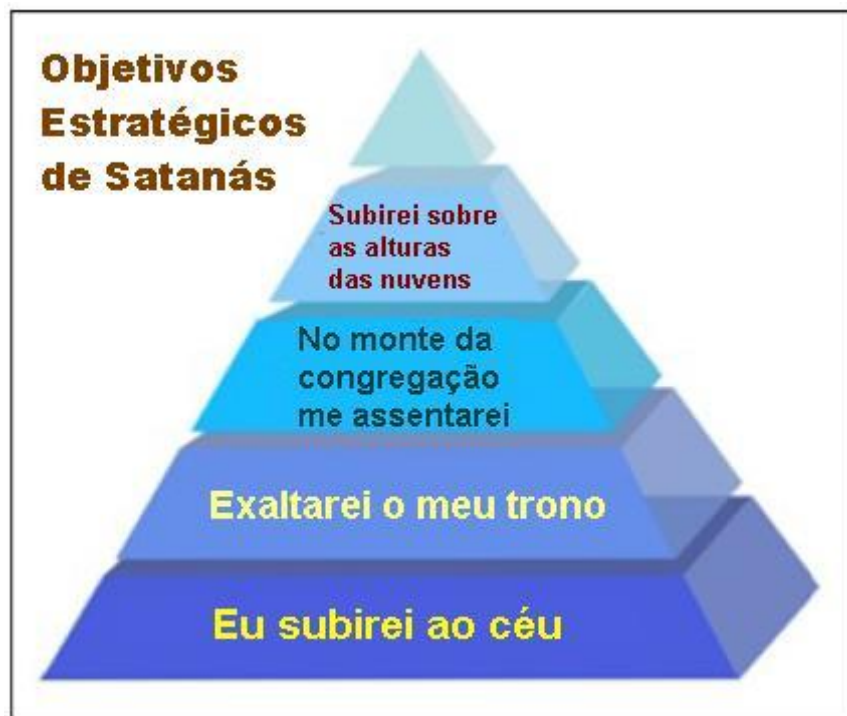 Objetivos
Estratégicos
de Satanás
Subirei sobre
as alturas
das nuvens
No monte da
congregação
me assentarei
Exaltarei o meu trono
Eu subirei ao céu